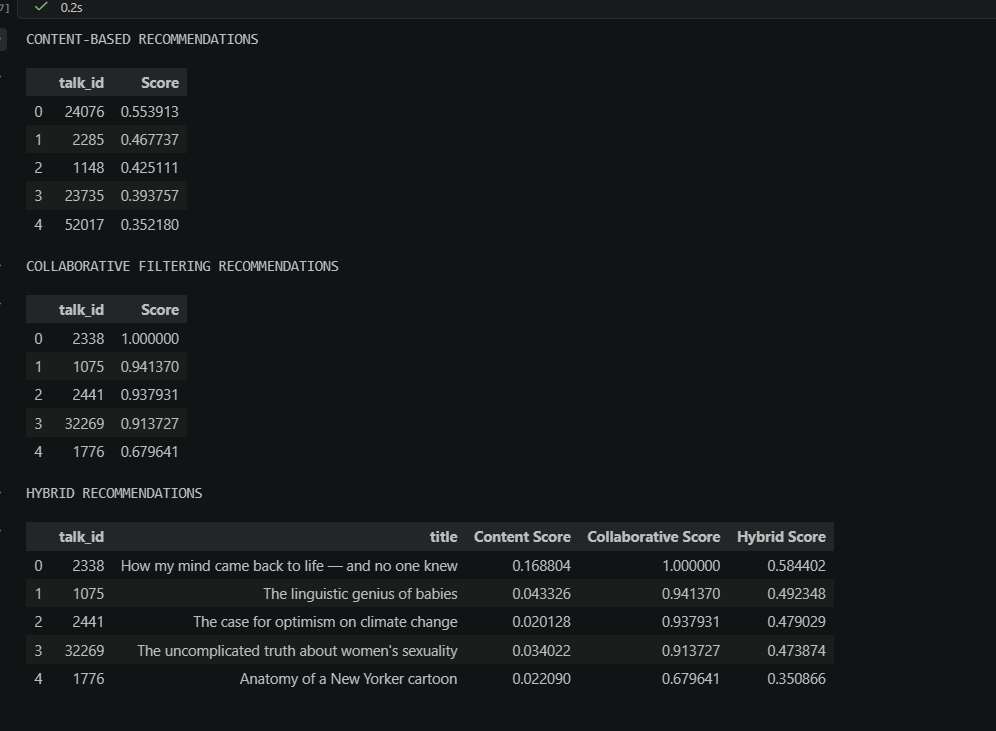 7]
0.2s
CONTENT-BASED RECOMMENDATIONS
talk_id Score
0 24076 0.553913
1 2285 0.467737
2 1148 0.425111
3 23735 0.393757
4 52017 0.352180
COLLABORATIVE FILTERING RECOMMENDATIONS
talk_id Score
0 2338 1.000000
1 1075 0.941370
2 2441 0.937931
3 32269 0.913727
4 1776 0.679641
HYBRID RECOMMENDATIONS
talk_id title Content Score Collaborative Score Hybrid Score
0 2338 How my mind came back to life — and no one knew 0.168804 1.000000 0.584402
1 1075 The linguistic genius of babies 0.043326 0.941370 0.492348
2 2441 The case for optimism on climate change 0.020128 0.937931 0.479029
3 32269 The uncomplicated truth about women's sexuality 0.034022 0.913727 0.473874
4 1776 Anatomy of a New Yorker cartoon 0.022090 0.679641 0.350866